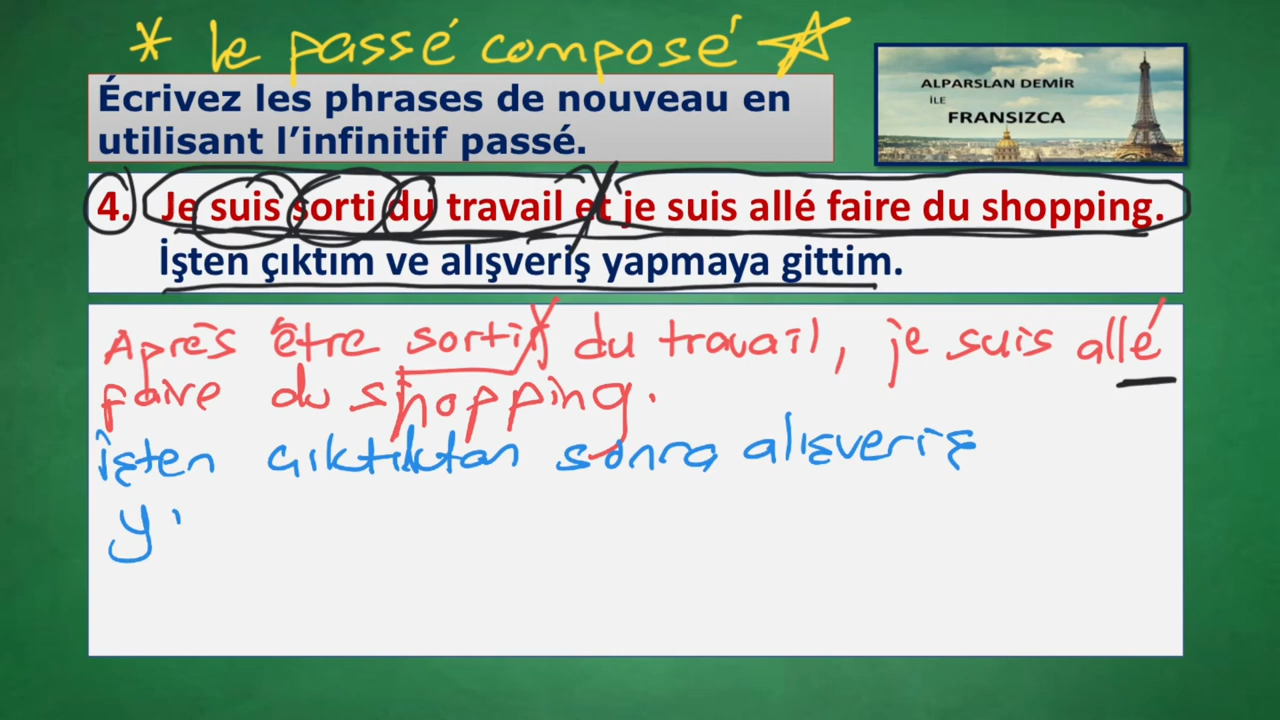 * le passé composé
Écrivez les phrases de nouveau en
utilisant l’infinitif passé.
ALPARSLAN DEMİR
İLE
FRANSIZCA
4. Je suis sorti du travail et je suis allé faire du shopping.
İşten çıktım ve alışveriş yapmaya gittim.
Après être sorti du travail, je suis allé
faire du shopping.
işten çıktıktan sonra alışveriş
y